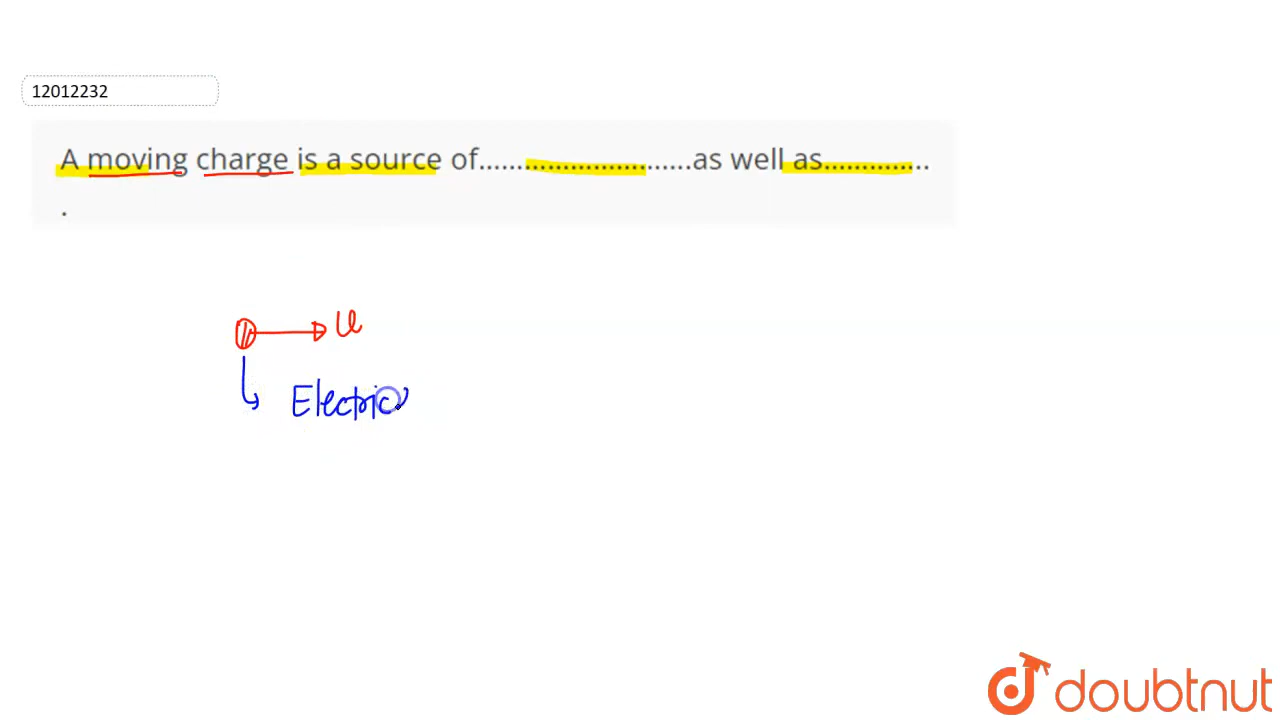 12012232
A moving charge is a source of..................................as well as..............
.
u
Electric
doubtnut